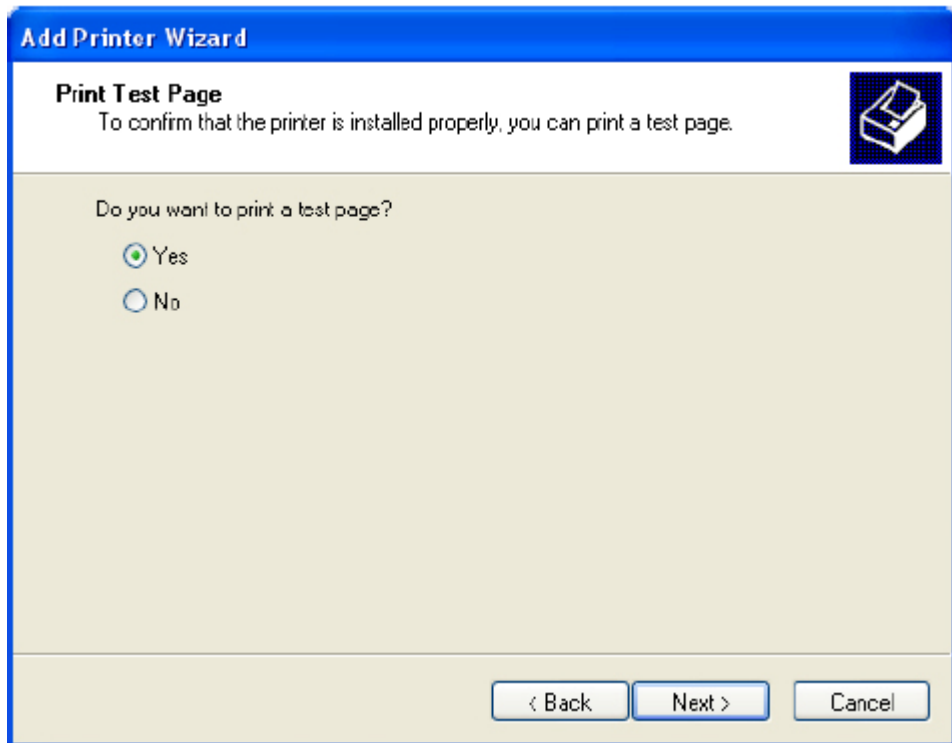 Add Printer Wizard
Print Test Page
To confirm that the printer is installed properly, you can print a test page.
Do you want to print a test page?
Yes
No
< Back
Next >
Cancel